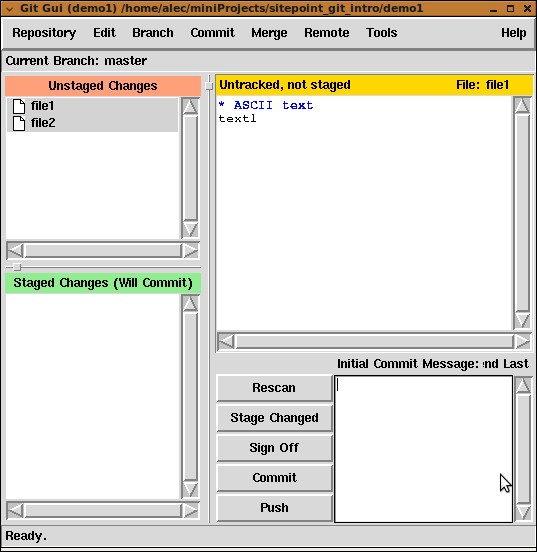 Git Gui (demo1) /home/alec/miniProjects/sitepoint_git_intro/demo1
Repository Edit Branch Commit Merge Remote Tools Help
Current Branch: master
Unstaged Changes
file1
file2
Staged Changes (Will Commit)
Untracked, not staged File: file1
* ASCII text
text1
Initial Commit Message: nd Last
Rescan
Stage Changed
Sign Off
Commit
Push
Ready.